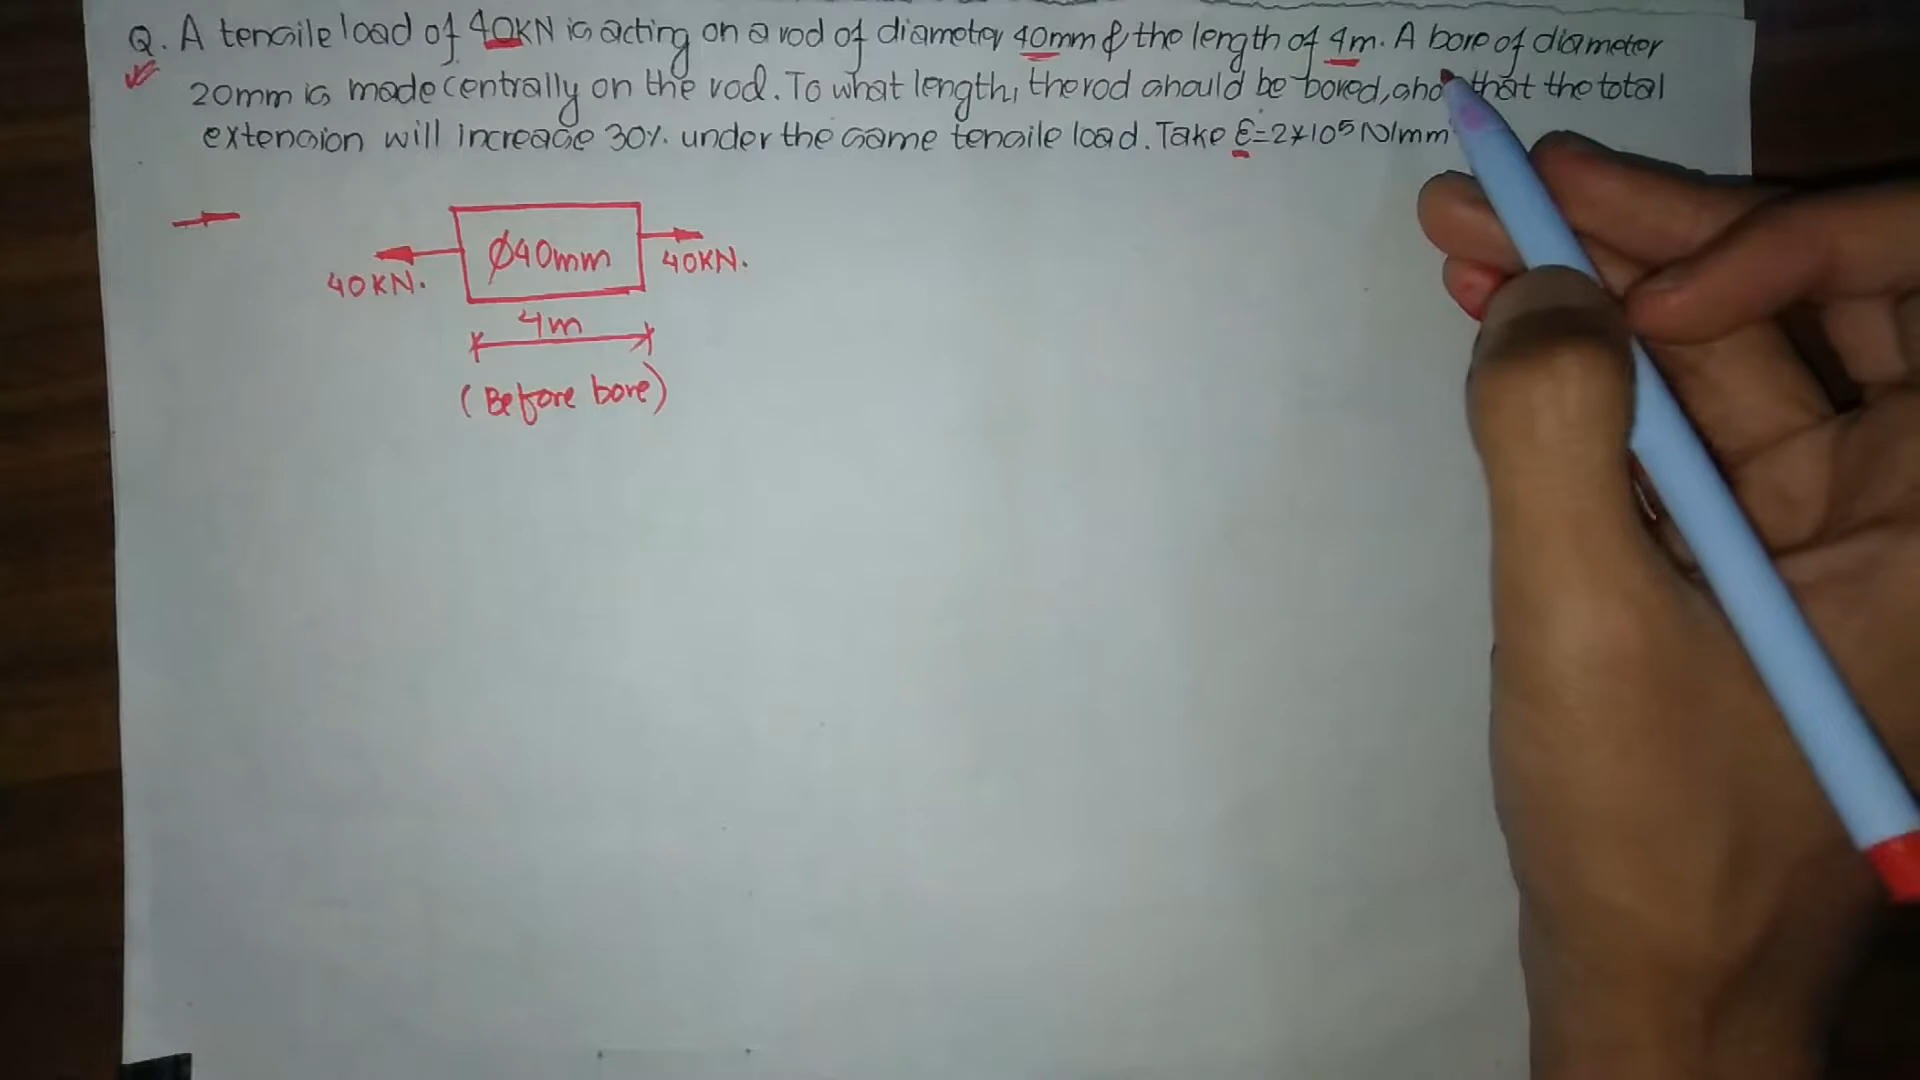 Q. A tensile load of 40KN is acting on a rod of diameter 40mm & the length of 4m. A bore of diameter
20mm is made centrally on the rod. To what length, the rod should be bored, sho that the total
extension will increase 30%. under the same tensile load. Take E=2*10⁵ N/mm
Ø40mm
40KN.
40KN.
4m
(Before bore)